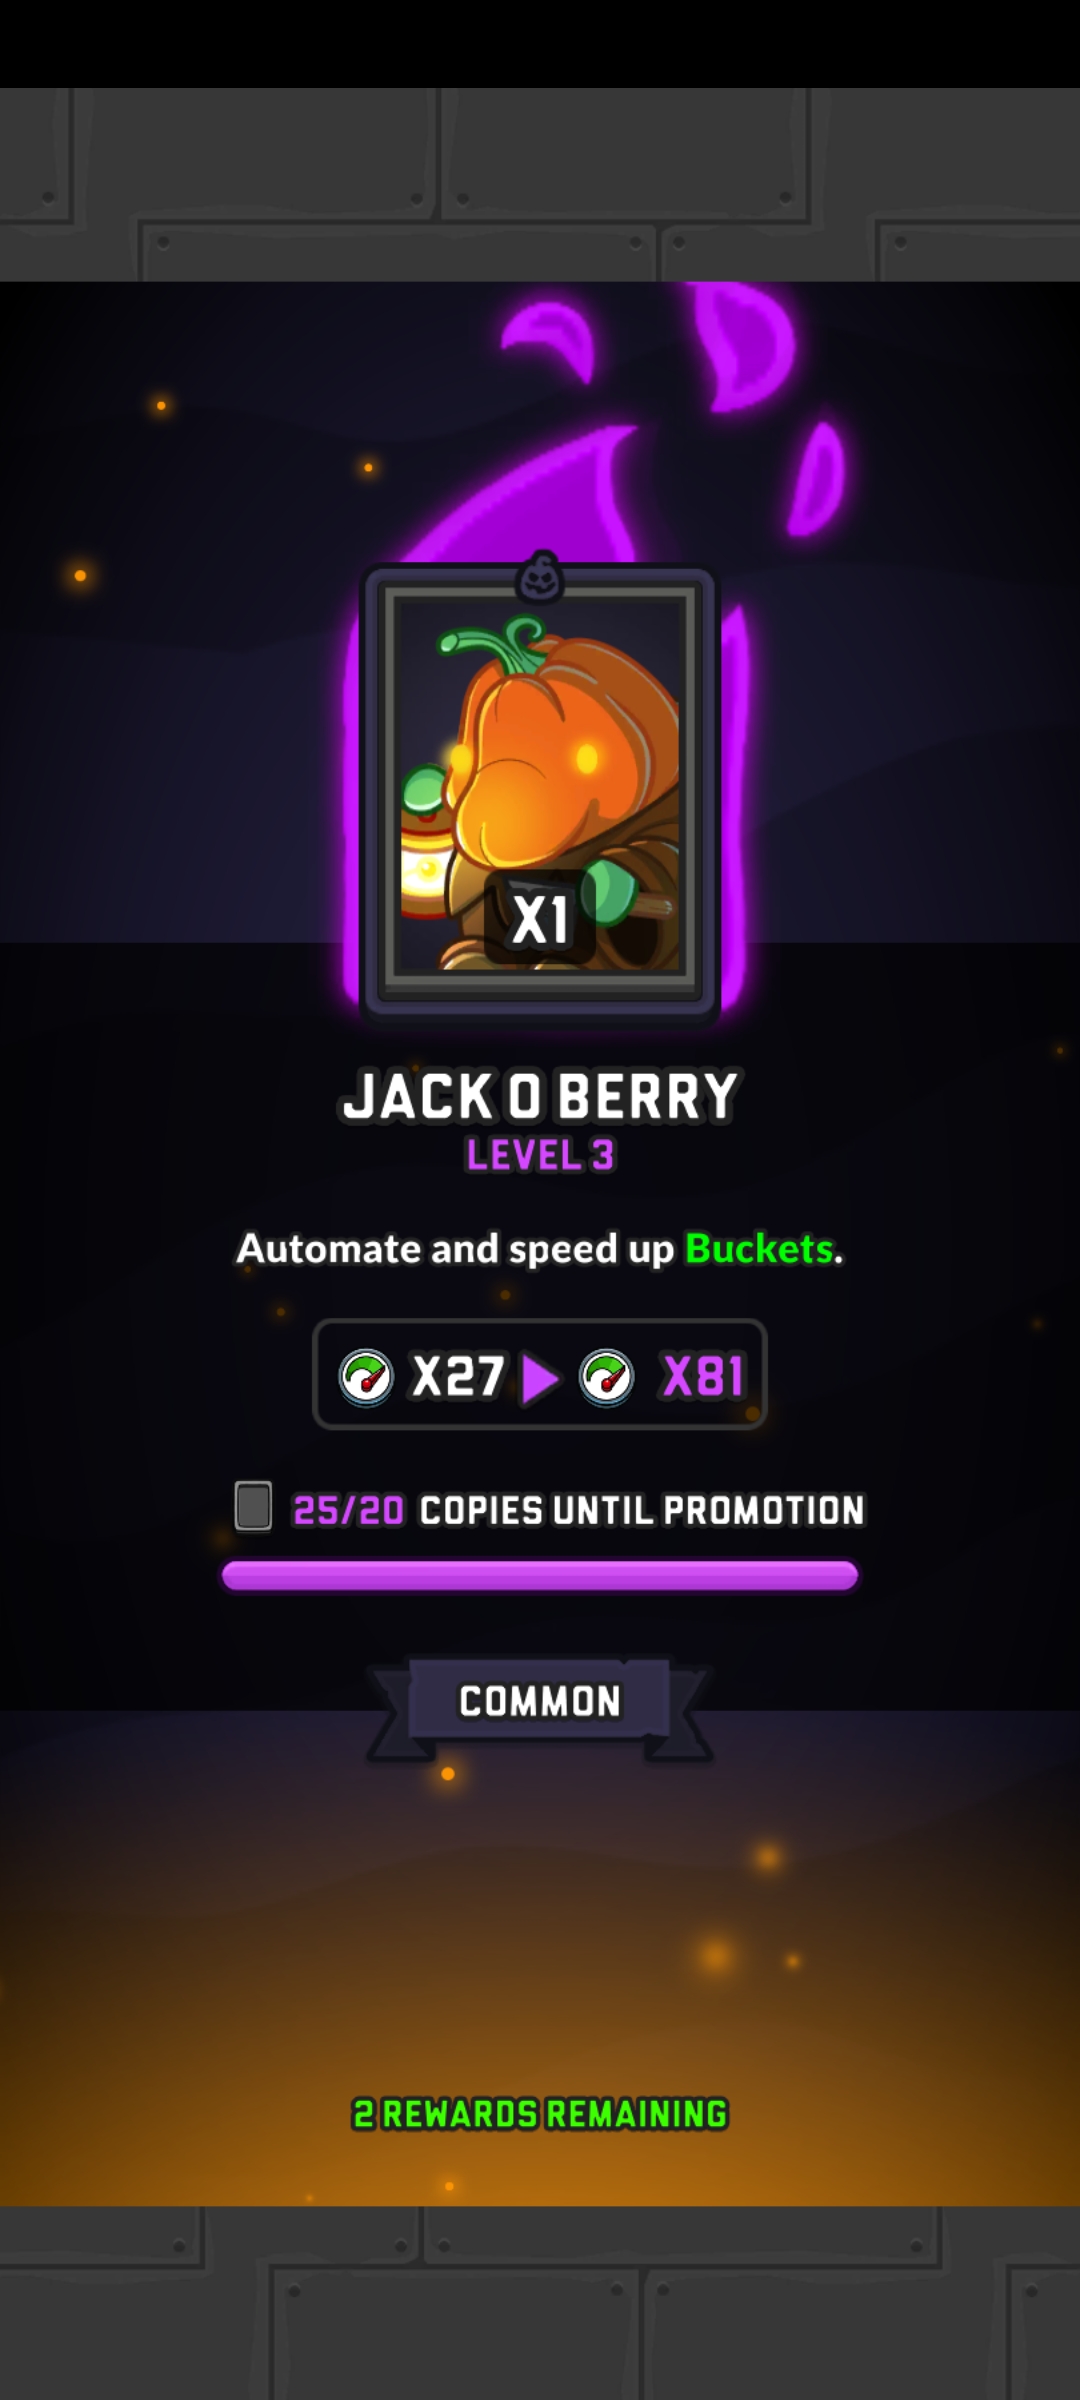 X1
JACK O BERRY
LEVEL 3
Automate and speed up Buckets.
X27 X81
25/20 COPIES UNTIL PROMOTION
COMMON
2 REWARDS REMAINING